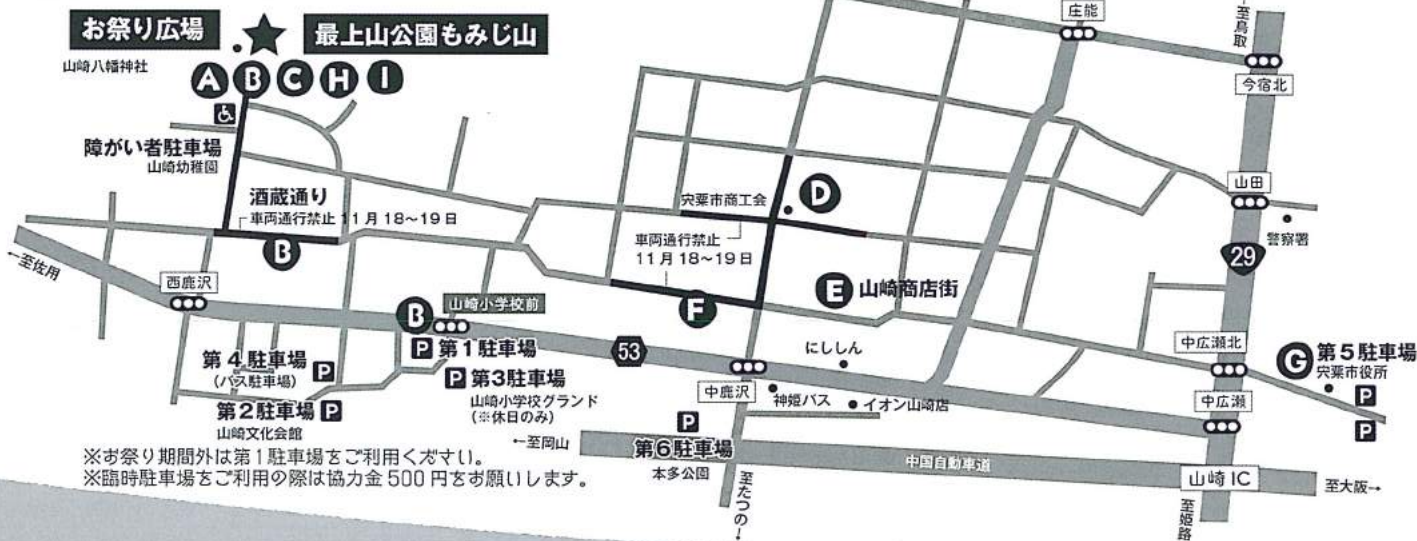 お祭り広場
最上山公園もみじ山
山崎八幡神社
A B C H I
障がい者駐車場
山崎幼稚園
酒蔵通り
車両通行禁止 11月18～19日
B
←至佐用
西鹿沢
B
山崎小学校前
P 第1駐車場
第4駐車場 P
(バス駐車場)
第2駐車場 P
山崎文化会館
P 第3駐車場
山崎小学校グランド
(※休日のみ)
53
宍粟市商工会
D
車両通行禁止
11月18～19日
E 山崎商店街
F
にししん
中鹿沢
神姫バス
イオン山崎店
P
第6駐車場
本多公園
←至岡山
至たつの→
中国自動車道
庄能
←至鳥取
今宿北
山田
警察署
29
中広瀬北
G 第5駐車場
宍粟市役所
P
P
中広瀬
山崎IC
至大阪→
至姫路
※お祭り期間外は第1駐車場をご利用ください。
※臨時駐車場をご利用の際は協力金500円をお願いします。